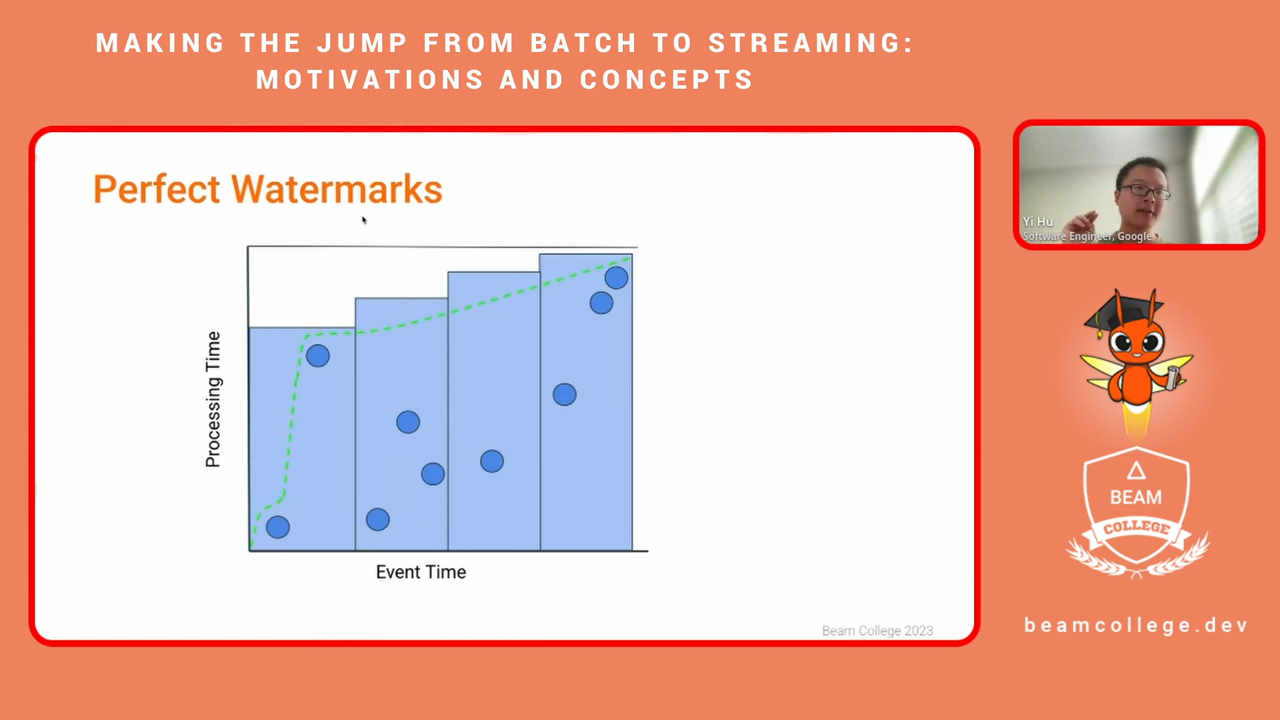 MAKING THE JUMP FROM BATCH TO STREAMING:
MOTIVATIONS AND CONCEPTS
Perfect Watermarks
Processing Time
Event Time
Beam College 2023
Yi Hu
Software Engineer, Google
BEAM
COLLEGE
beamcollege.dev